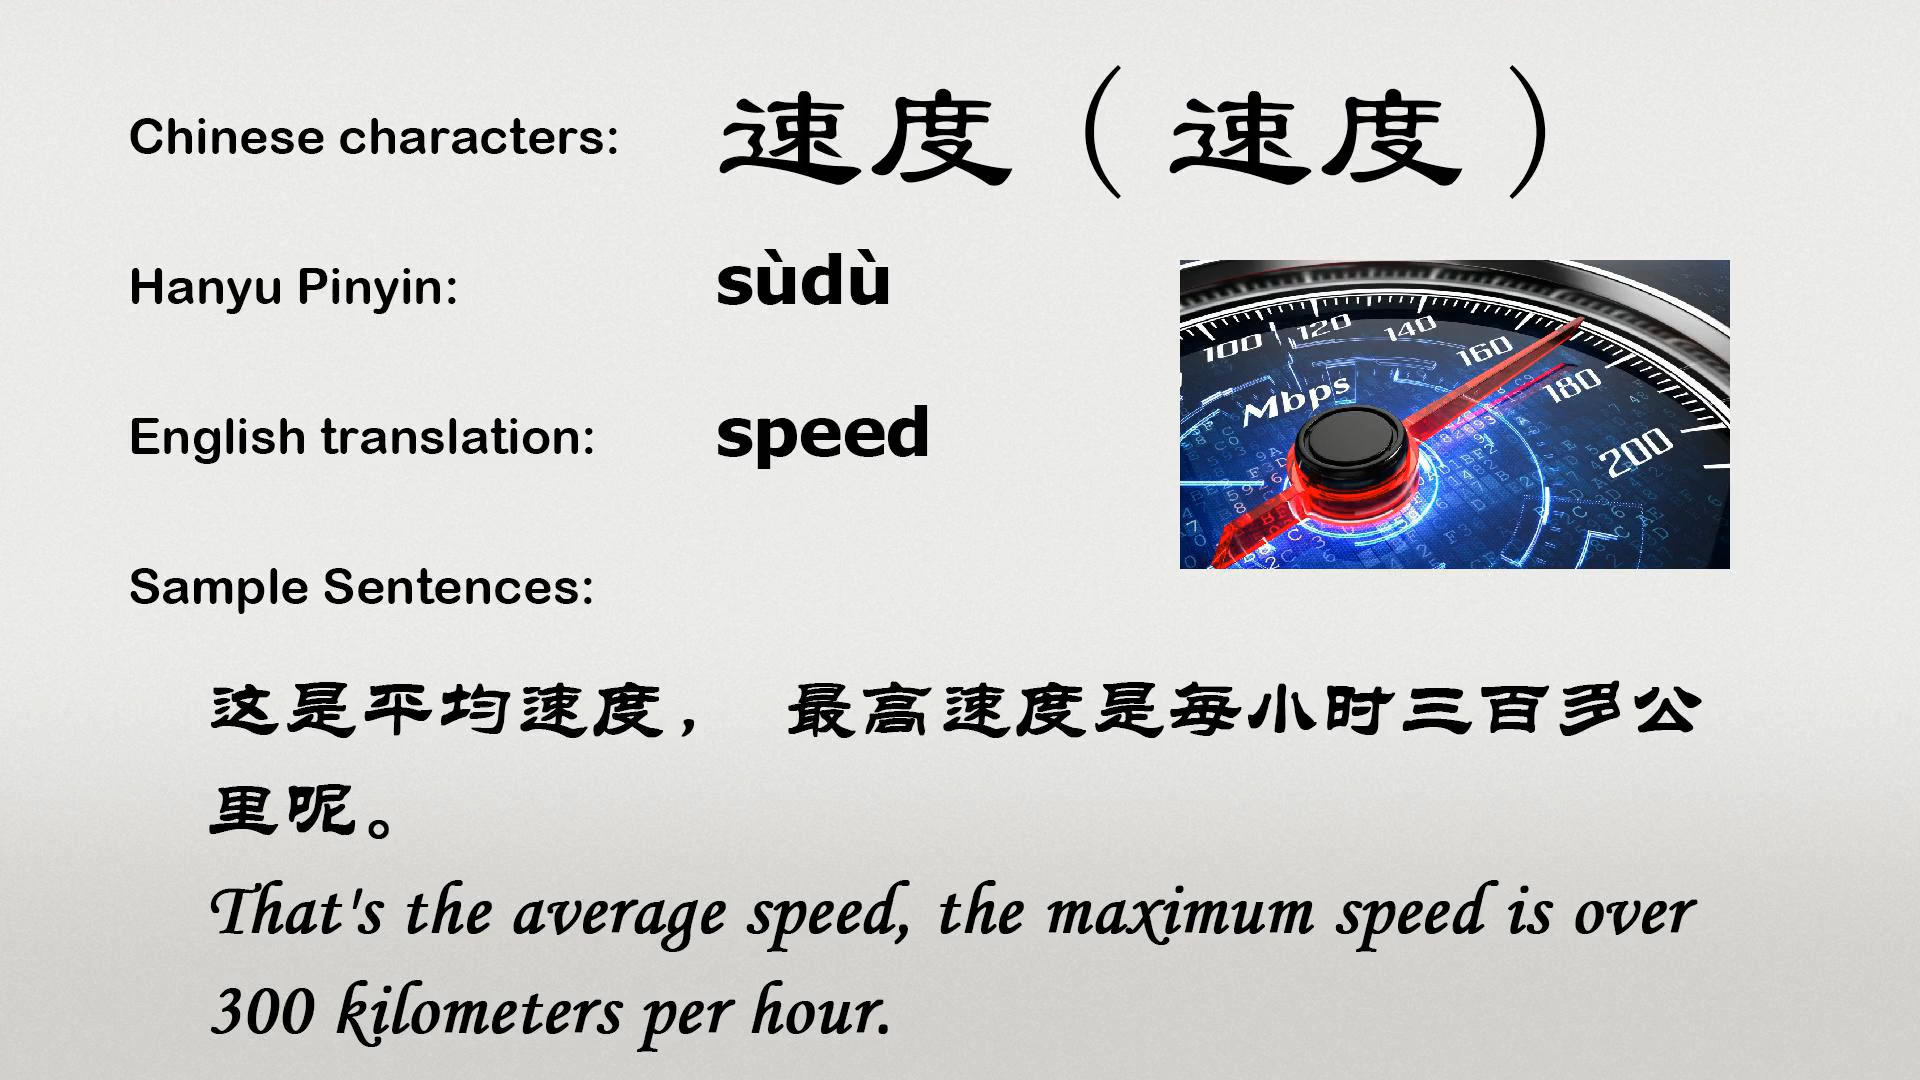 Chinese characters: 速度（速度）
Hanyu Pinyin: sùdù
English translation: speed
100 120 140 160 180 200
Mbps
Sample Sentences:
这是平均速度， 最高速度是每小时三百多公
里呢。
That's the average speed, the maximum speed is over
300 kilometers per hour.